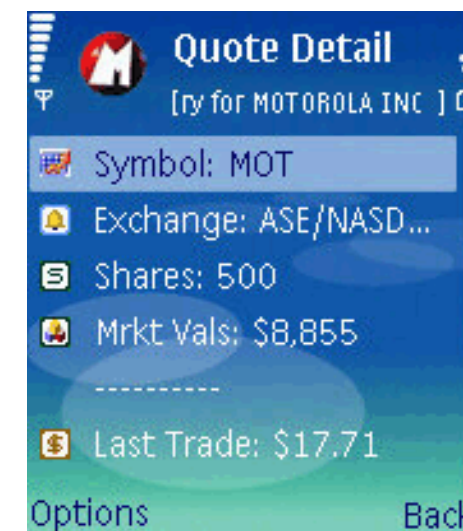 Quote Detail
[ry for MOTOROLA INC ]
Symbol: MOT
Exchange: ASE/NASD...
Shares: 500
Mrkt Vals: $8,855
----------
Last Trade: $17.71
Options Back